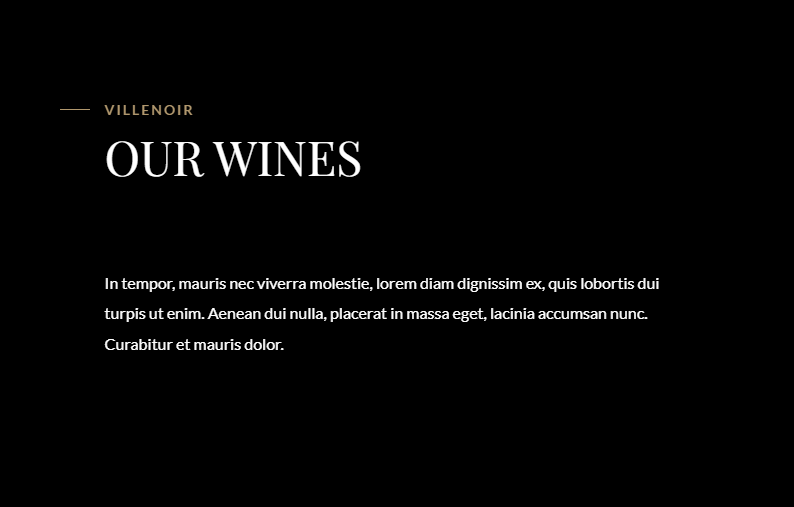 VILLENOIR
OUR WINES
In tempor, mauris nec viverra molestie, lorem diam dignissim ex, quis lobortis dui
turpis ut enim. Aenean dui nulla, placerat in massa eget, lacinia accumsan nunc.
Curabitur et mauris dolor.